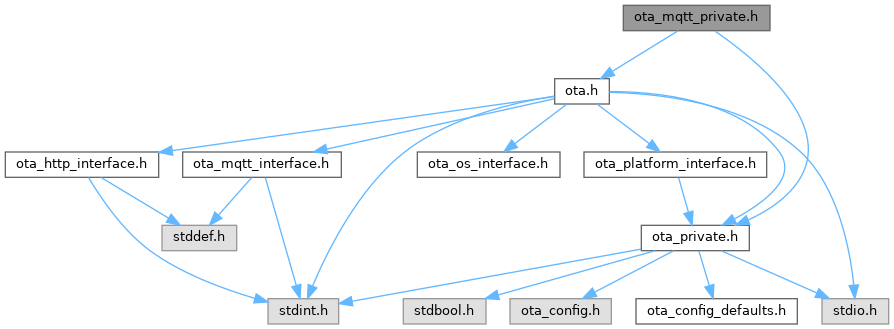 ota_mqtt_private.h
ota.h
ota_http_interface.h
ota_mqtt_interface.h
ota_os_interface.h
ota_platform_interface.h
stddef.h
ota_private.h
stdint.h
stdbool.h
ota_config.h
ota_config_defaults.h
stdio.h